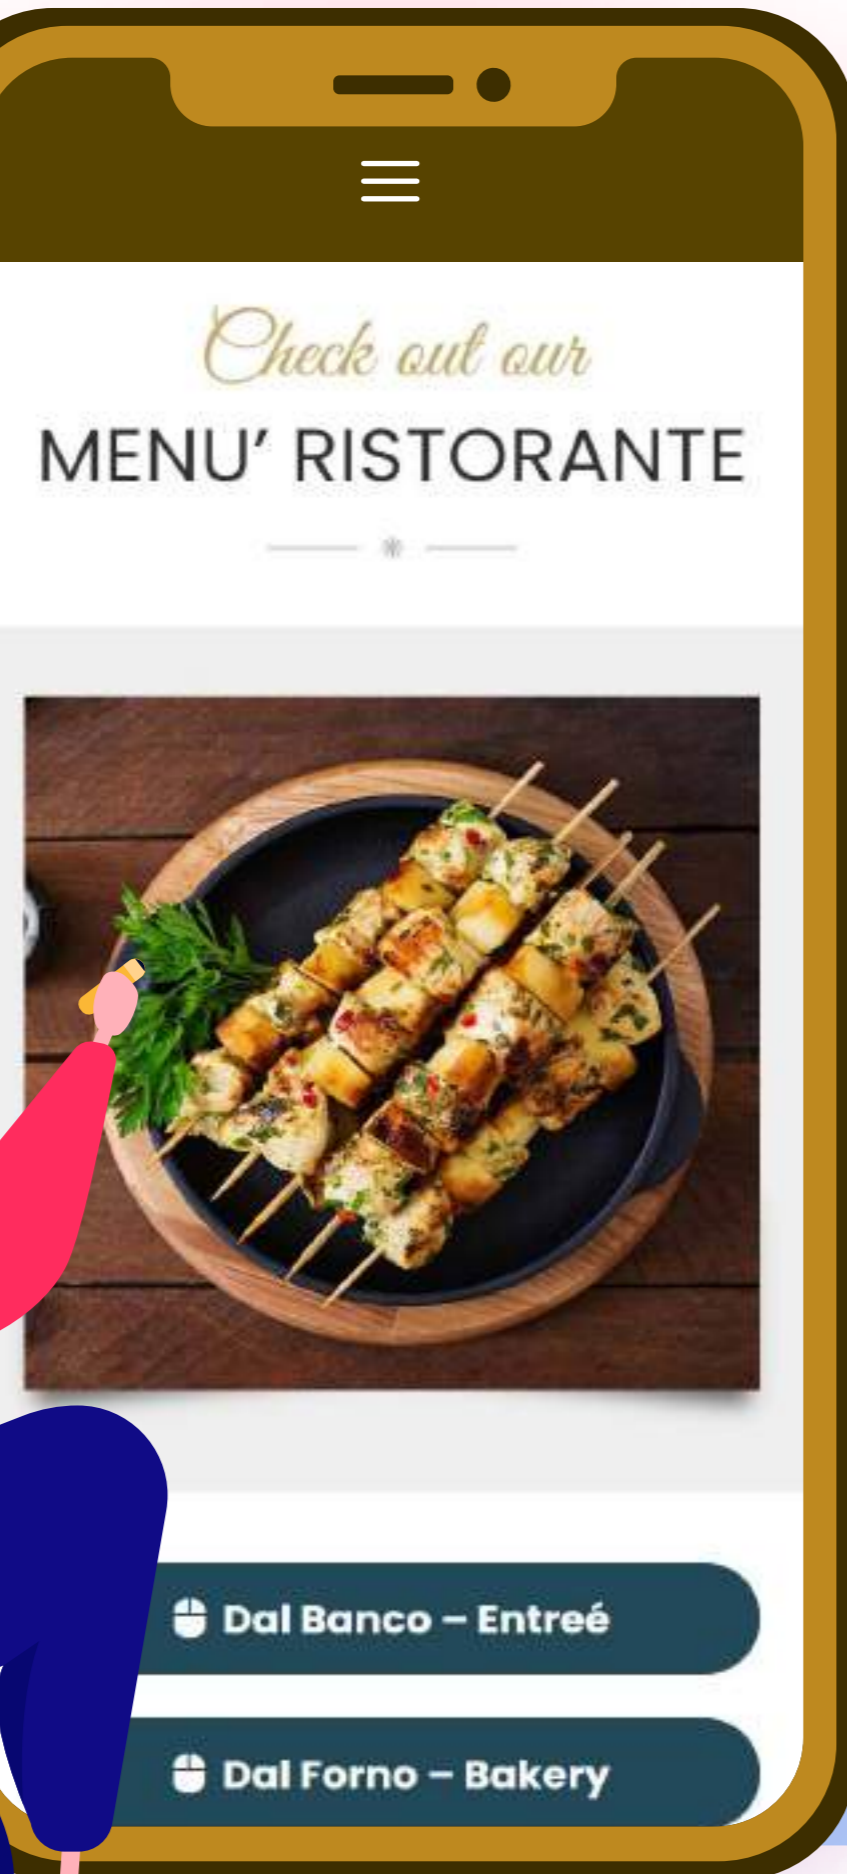 Check out our
MENU’ RISTORANTE
Dal Banco – Entreé
Dal Forno – Bakery